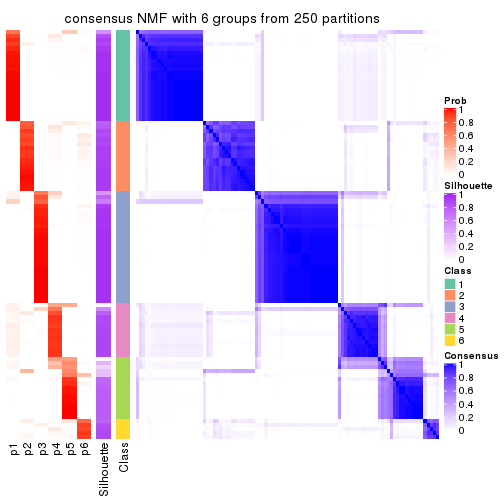 consensus NMF with 6 groups from 250 partitions
Prob
1
0.8
0.6
0.4
0.2
0
Silhouette
1
0.8
0.6
0.4
0.2
0
Class
1
2
3
4
5
6
Consensus
1
0.8
0.6
0.4
0.2
0
p1
p2
p3
p4
p5
p6
Silhouette
Class